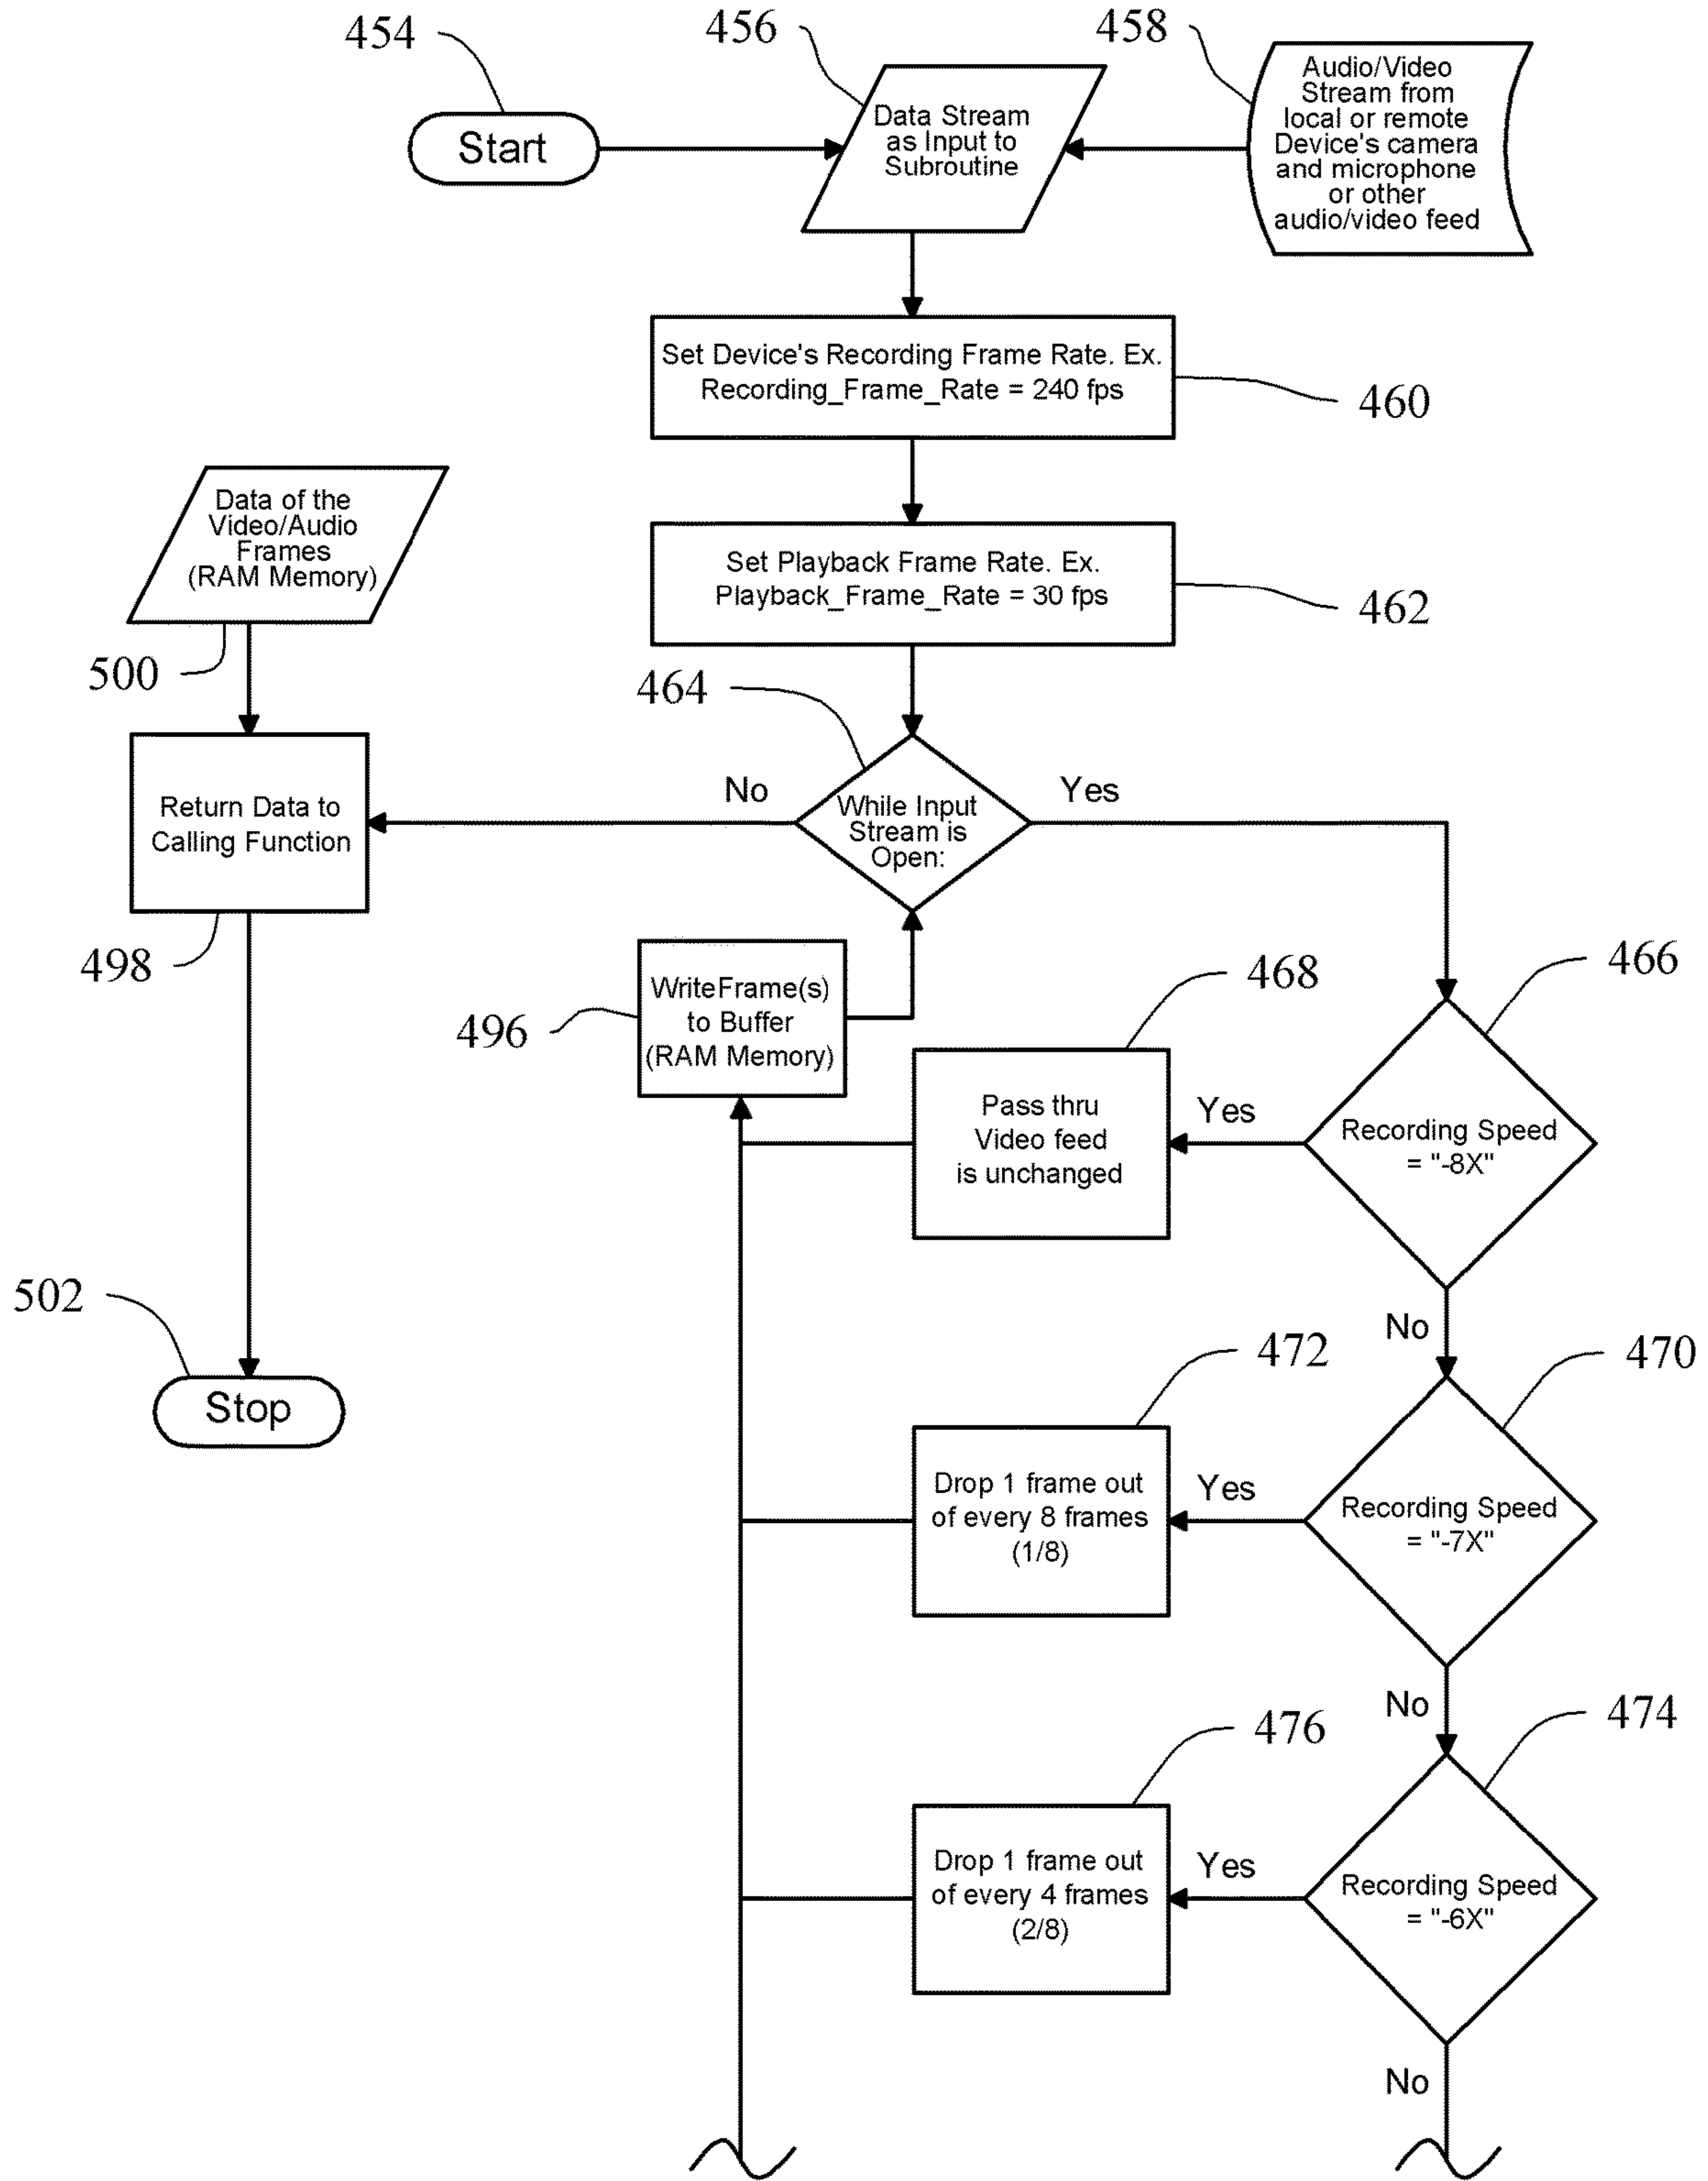 454
456
458
Start
Data Stream
as Input to
Subroutine
Audio/Video
Stream from
local or remote
Device's camera
and microphone
or other
audio/video feed
Set Device's Recording Frame Rate. Ex.
Recording_Frame_Rate = 240 fps
460
Data of the
Video/Audio
Frames
(RAM Memory)
500
Set Playback Frame Rate. Ex.
Playback_Frame_Rate = 30 fps
462
464
No
Yes
While Input
Stream is
Open:
Return Data to
Calling Function
498
WriteFrame(s)
to Buffer
(RAM Memory)
496
468
466
Pass thru
Video feed
is unchanged
Yes
Recording Speed
= "-8X"
No
502
Stop
472
470
Drop 1 frame out
of every 8 frames
(1/8)
Yes
Recording Speed
= "-7X"
No
476
474
Drop 1 frame out
of every 4 frames
(2/8)
Yes
Recording Speed
= "-6X"
No